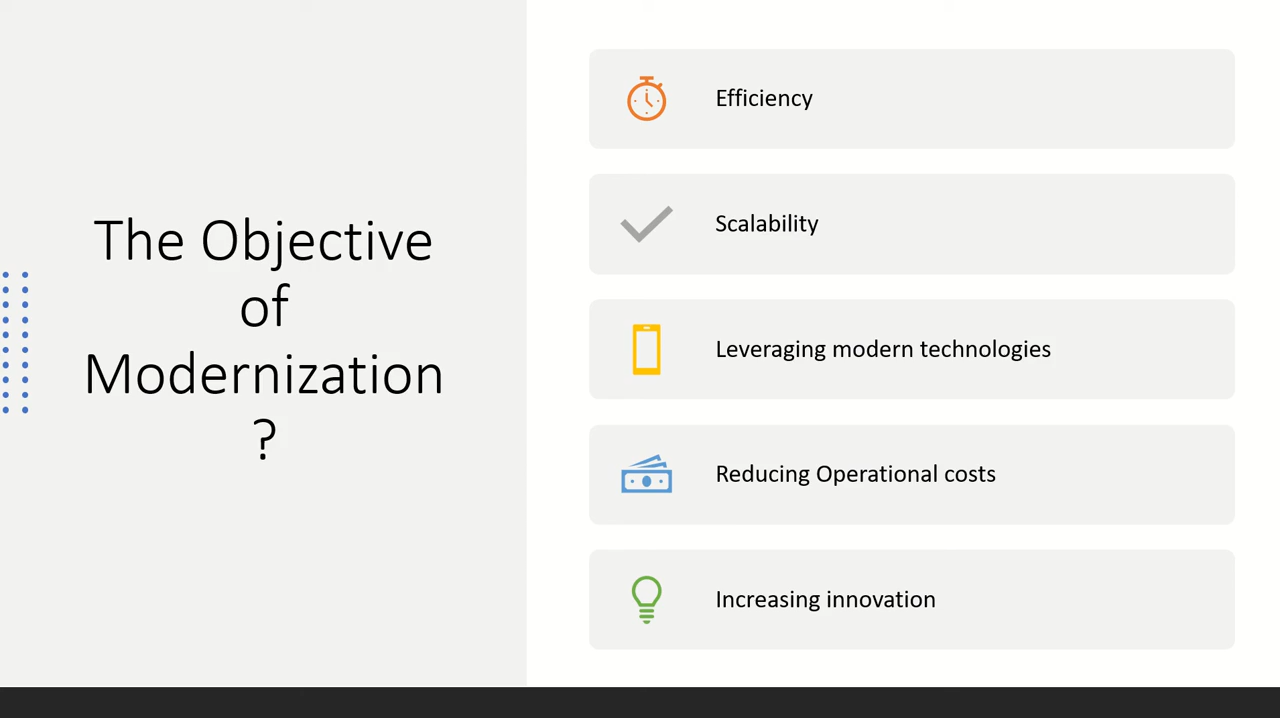 The Objective
of
Modernization
?
Efficiency
Scalability
Leveraging modern technologies
Reducing Operational costs
Increasing innovation